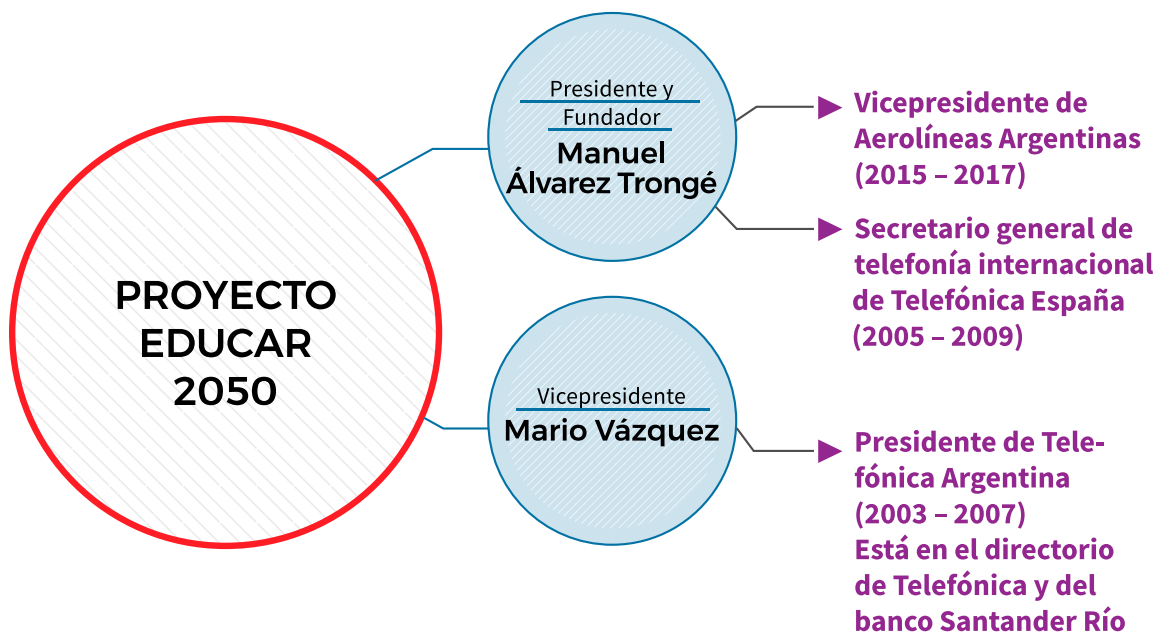 PROYECTO
EDUCAR
2050
Presidente y
Fundador
Manuel
Álvarez Trongé
Vicepresidente de
Aerolíneas Argentinas
(2015 – 2017)
Secretario general de
telefonía internacional
de Telefónica España
(2005 – 2009)
Vicepresidente
Mario Vázquez
Presidente de Tele-
fónica Argentina
(2003 – 2007)
Está en el directorio
de Telefónica y del
banco Santander Río